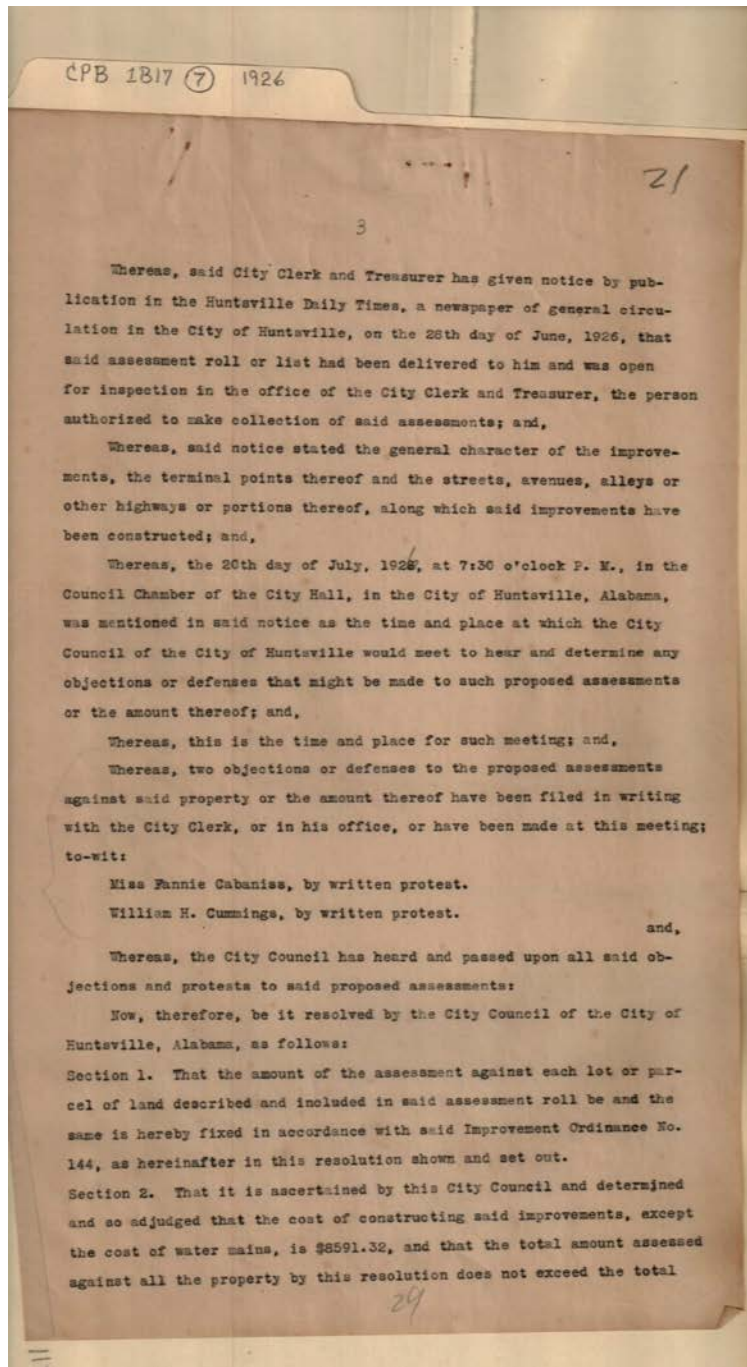 CPB 1B17 7 1926
21
3
Whereas, said City Clerk and Treasurer has given notice by pub-
lication in the Huntsville Daily Times, a newspaper of general circu-
lation in the City of Huntsville, on the 28th day of June, 1926, that
said assessment roll or list had been delivered to him and was open
for inspection in the office of the City Clerk and Treasurer, the person
authorized to make collection of said assessments; and,
Whereas, said notice stated the general character of the improve-
ments, the terminal points thereof and the streets, avenues, alleys or
other highways or portions thereof, along which said improvements have
been constructed; and,
Whereas, the 20th day of July, 1926, at 7:30 o'clock P. M., in the
Council Chamber of the City Hall, in the City of Huntsville, Alabama,
was mentioned in said notice as the time and place at which the City
Council of the City of Huntsville would meet to hear and determine any
objections or defenses that might be made to such proposed assessments
or the amount thereof; and,
Whereas, this is the time and place for such meeting; and,
Whereas, two objections or defenses to the proposed assessments
against said property or the amount thereof have been filed in writing
with the City Clerk, or in his office, or have been made at this meeting;
to-wit:
Miss Fannie Cabaniss, by written protest.
William H. Cummings, by written protest.
and,
Whereas, the City Council has heard and passed upon all said ob-
jections and protests to said proposed assessments:
Now, therefore, be it resolved by the City Council of the City of
Huntsville, Alabama, as follows:
Section 1. That the amount of the assessment against each lot or par-
cel of land described and included in said assessment roll be and the
same is hereby fixed in accordance with said Improvement Ordinance No.
144, as hereinafter in this resolution shown and set out.
Section 2. That it is ascertained by this City Council and determined
and so adjudged that the cost of constructing said improvements, except
the cost of water mains, is $8591.32, and that the total amount assessed
against all the property by this resolution does not exceed the total
29